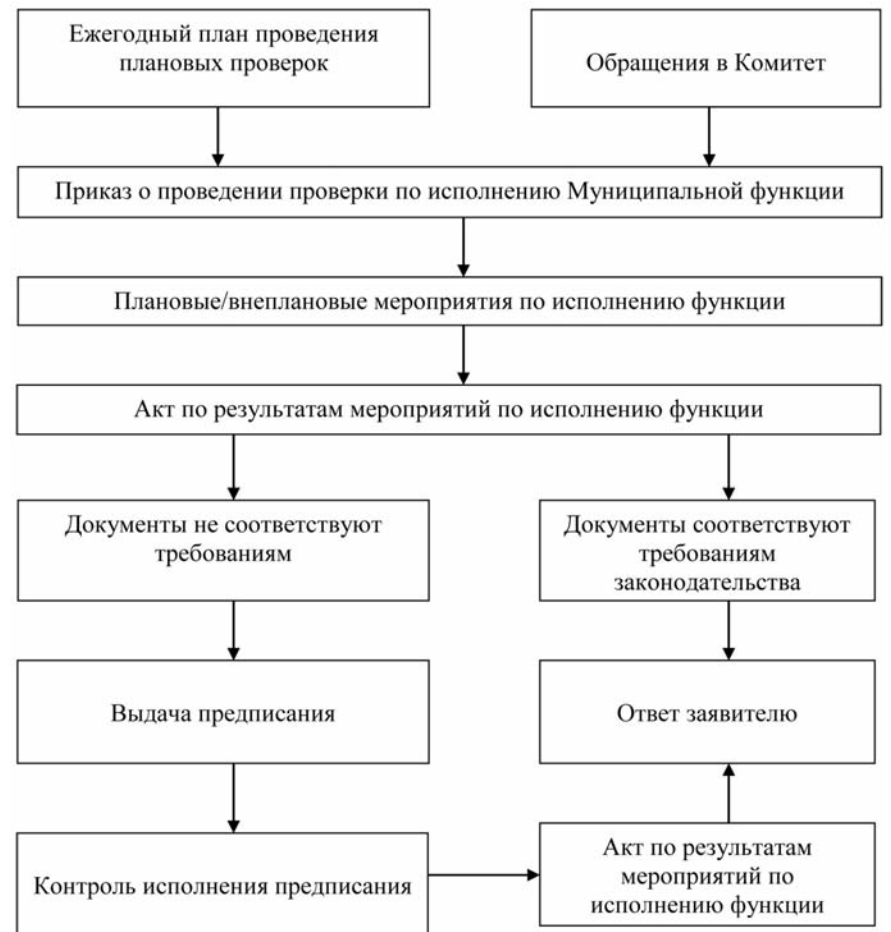 Ежегодный план проведения
плановых проверок
Обращения в Комитет
Приказ о проведении проверки по исполнению Муниципальной функции
Плановые/внеплановые мероприятия по исполнению функции
Акт по результатам мероприятий по исполнению функции
Документы не соответствуют
требованиям
Документы соответствуют
требованиям
законодательства
Выдача предписания
Ответ заявителю
Контроль исполнения предписания
Акт по результатам
мероприятий по
исполнению функции